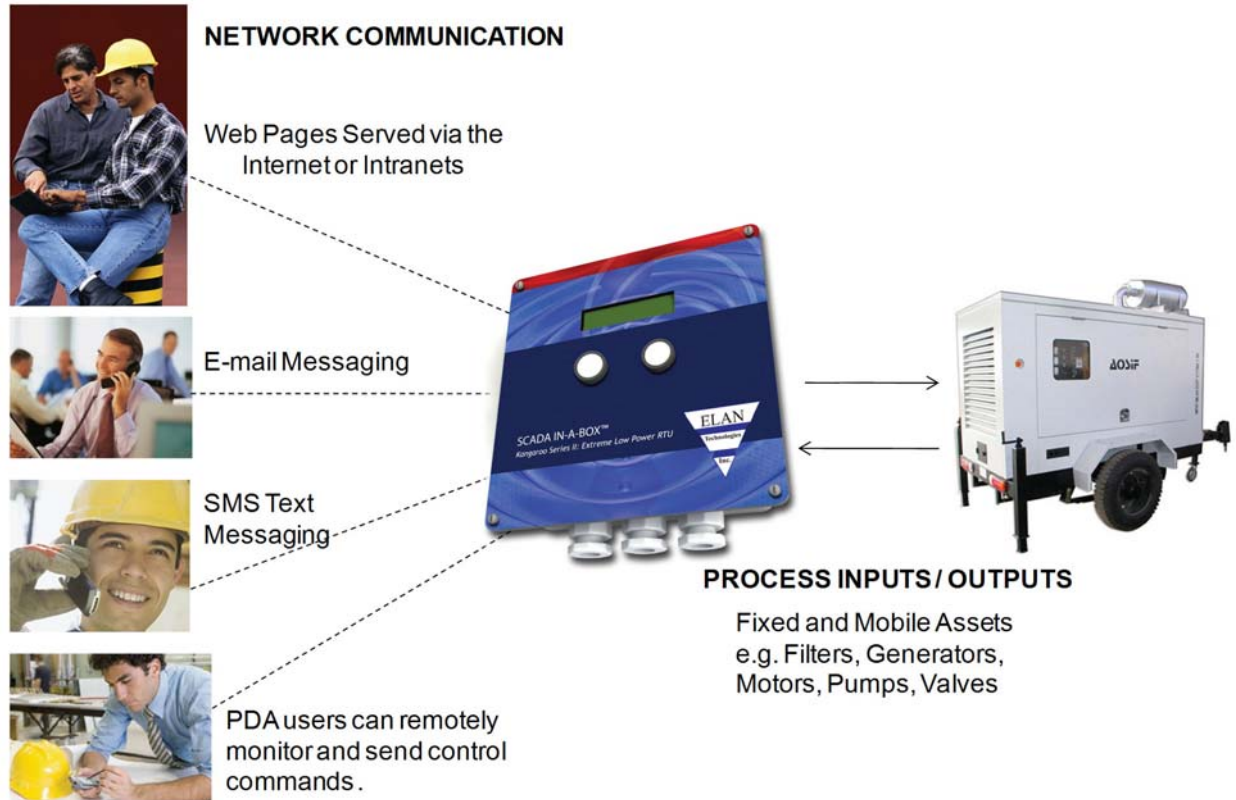 NETWORK COMMUNICATION
Web Pages Served via the
Internet or Intranets
E-mail Messaging
SMS Text
Messaging
PDA users can remotely
monitor and send control
commands.
SCADA IN-A-BOX™
Kangaroo Series II: Extreme Low Power RTU
ELAN
Technologies
Inc.
AOSIF
PROCESS INPUTS / OUTPUTS
Fixed and Mobile Assets
e.g. Filters, Generators,
Motors, Pumps, Valves